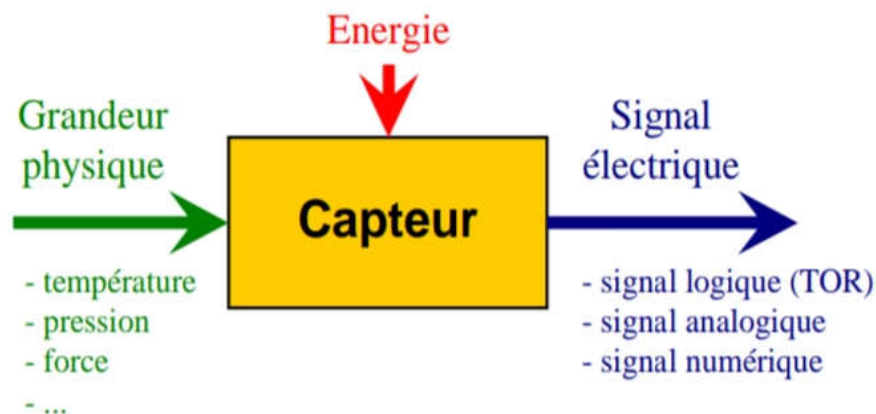 Energie
Grandeur
physique
Signal
électrique
Capteur
- température
- pression
- force
- ...
- signal logique (TOR)
- signal analogique
- signal numérique